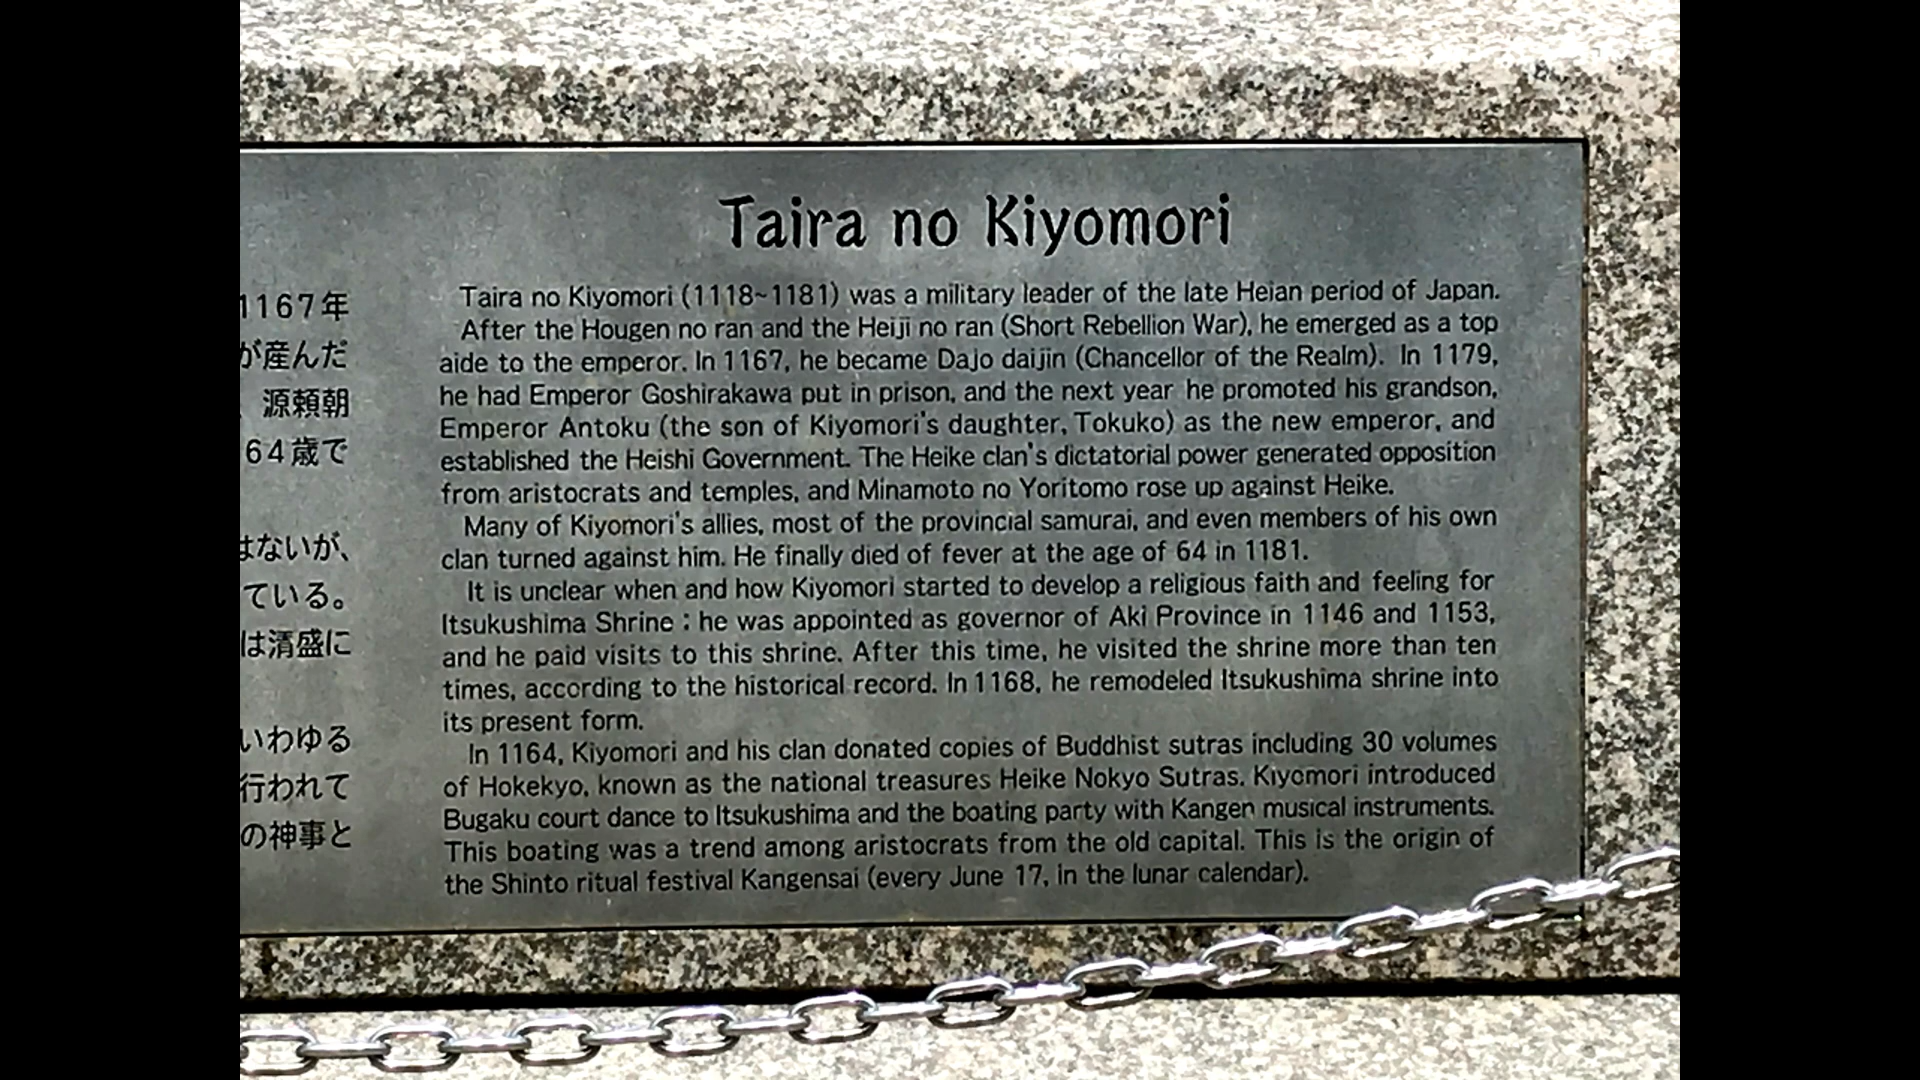 1167年
が産んだ
、源頼朝
64歳で
はないが、
ている。
は清盛に
いわゆる
行われて
の神事と
Taira no Kiyomori
Taira no Kiyomori (1118~1181) was a military leader of the late Heian period of Japan.
After the Hougen no ran and the Heiji no ran (Short Rebellion War), he emerged as a top
aide to the emperor. In 1167, he became Dajo daijin (Chancellor of the Realm). In 1179,
he had Emperor Goshirakawa put in prison, and the next year he promoted his grandson,
Emperor Antoku (the son of Kiyomori's daughter, Tokuko) as the new emperor, and
established the Heishi Government. The Heike clan's dictatorial power generated opposition
from aristocrats and temples, and Minamoto no Yoritomo rose up against Heike.
Many of Kiyomori's allies, most of the provincial samurai, and even members of his own
clan turned against him. He finally died of fever at the age of 64 in 1181.
It is unclear when and how Kiyomori started to develop a religious faith and feeling for
Itsukushima Shrine : he was appointed as governor of Aki Province in 1146 and 1153,
and he paid visits to this shrine. After this time, he visited the shrine more than ten
times, according to the historical record. In 1168, he remodeled Itsukushima shrine into
its present form.
In 1164, Kiyomori and his clan donated copies of Buddhist sutras including 30 volumes
of Hokekyo, known as the national treasures Heike Nokyo Sutras. Kiyomori introduced
Bugaku court dance to Itsukushima and the boating party with Kangen musical instruments.
This boating was a trend among aristocrats from the old capital. This is the origin of
the Shinto ritual festival Kangensai (every June 17, in the lunar calendar).